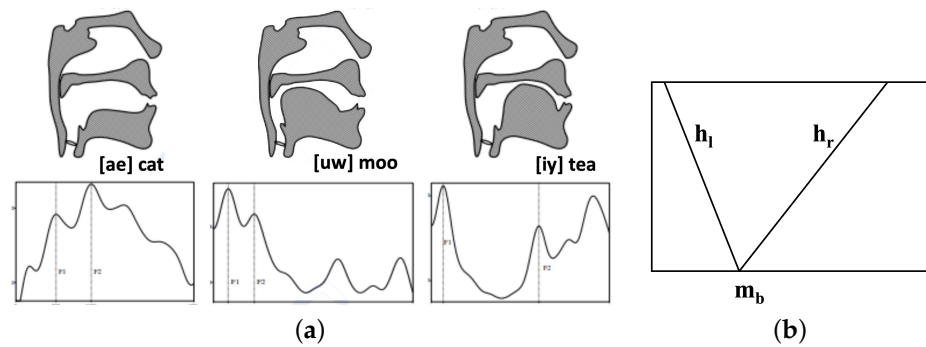 [ae] cat
[uw] moo
[iy] tea
F1
F2
F1
F2
F1
F2
h_l
h_r
m_b
(a)
(b)